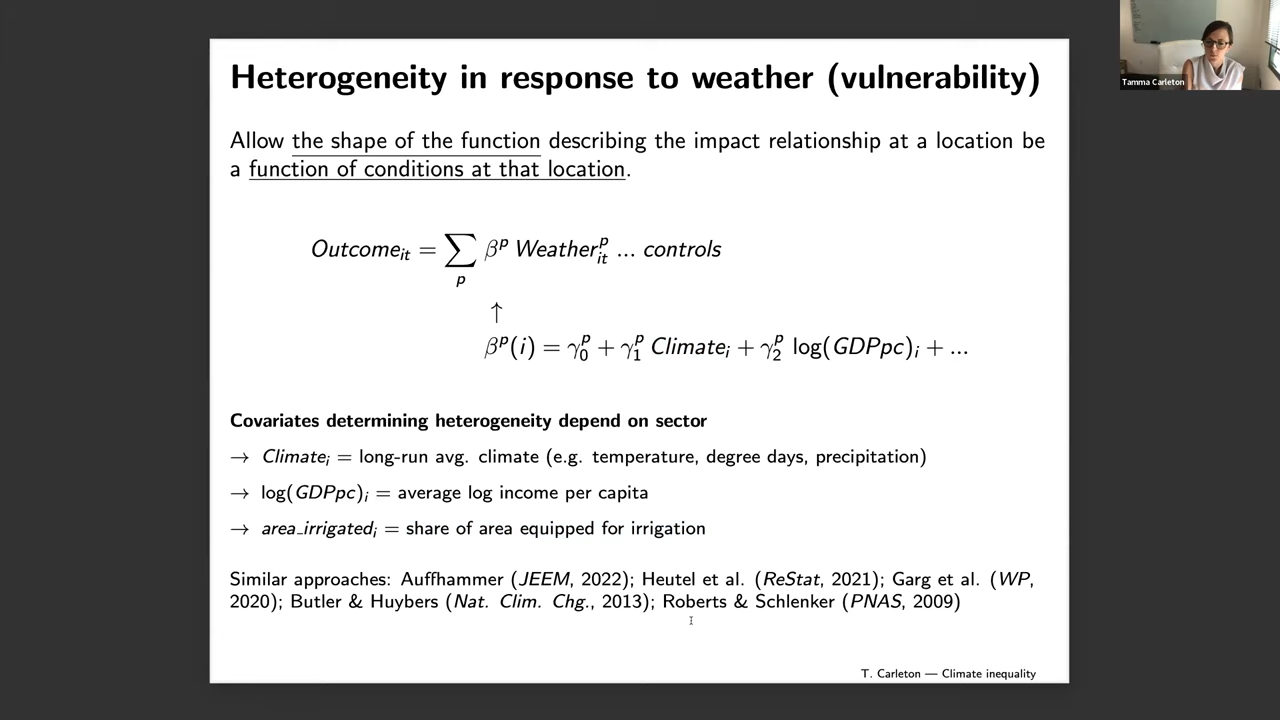 Heterogeneity in response to weather (vulnerability)
Allow the shape of the function describing the impact relationship at a location be
a function of conditions at that location.
Outcome_it = ∑_p β^p Weather^p_it ... controls
↑
β^p(i) = γ^p_0 + γ^p_1 Climate_i + γ^p_2 log(GDPpc)_i + ...
Covariates determining heterogeneity depend on sector
→ Climate_i = long-run avg. climate (e.g. temperature, degree days, precipitation)
→ log(GDPpc)_i = average log income per capita
→ area_irrigated_i = share of area equipped for irrigation
Similar approaches: Auffhammer (JEEM, 2022); Heutel et al. (ReStat, 2021); Garg et al. (WP,
2020); Butler & Huybers (Nat. Clim. Chg., 2013); Roberts & Schlenker (PNAS, 2009)
T. Carleton — Climate inequality
Tamma Carleton